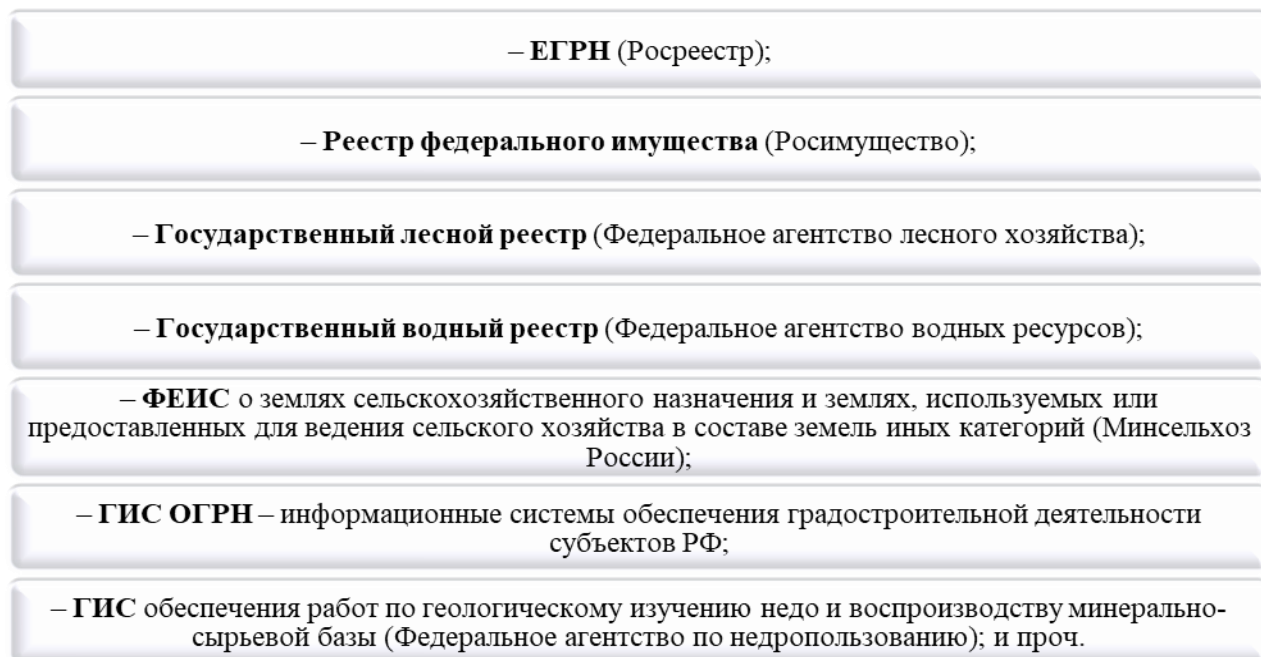 – ЕГРН (Росреестр);
– Реестр федерального имущества (Росимущество);
– Государственный лесной реестр (Федеральное агентство лесного хозяйства);
– Государственный водный реестр (Федеральное агентство водных ресурсов);
– ФЕИС о землях сельскохозяйственного назначения и землях, используемых или
предоставленных для ведения сельского хозяйства в составе земель иных категорий (Минсельхоз
России);
– ГИС ОГРН – информационные системы обеспечения градостроительной деятельности
субъектов РФ;
– ГИС обеспечения работ по геологическому изучению недо и воспроизводству минерально-
сырьевой базы (Федеральное агентство по недропользованию); и проч.